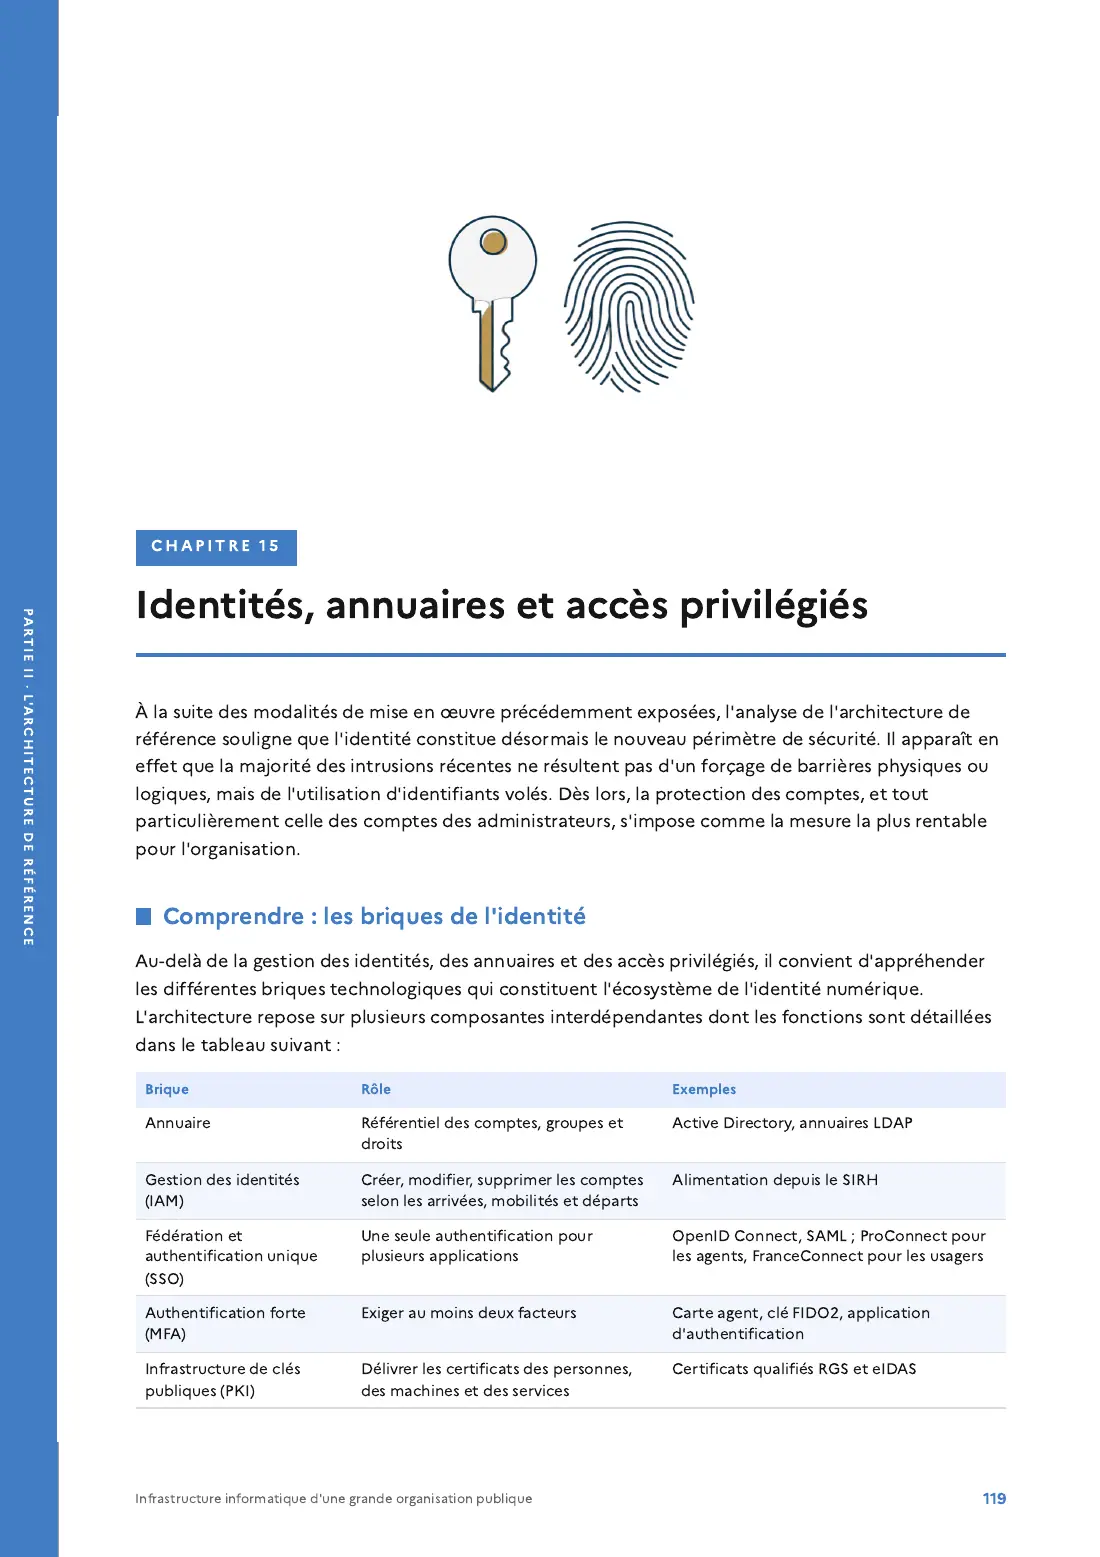 PARTIE II · L'ARCHITECTURE DE RÉFÉRENCE
CHAPITRE 15
Identités, annuaires et accès privilégiés
À la suite des modalités de mise en œuvre précédemment exposées, l'analyse de l'architecture de
référence souligne que l'identité constitue désormais le nouveau périmètre de sécurité. Il apparaît en
effet que la majorité des intrusions récentes ne résultent pas d'un forçage de barrières physiques ou
logiques, mais de l'utilisation d'identifiants volés. Dès lors, la protection des comptes, et tout
particulièrement celle des comptes des administrateurs, s'impose comme la mesure la plus rentable
pour l'organisation.
Comprendre : les briques de l'identité
Au-delà de la gestion des identités, des annuaires et des accès privilégiés, il convient d'appréhender
les différentes briques technologiques qui constituent l'écosystème de l'identité numérique.
L'architecture repose sur plusieurs composantes interdépendantes dont les fonctions sont détaillées
dans le tableau suivant :
Brique Rôle Exemples
Annuaire Référentiel des comptes, groupes et Active Directory, annuaires LDAP
droits
Gestion des identités Créer, modifier, supprimer les comptes Alimentation depuis le SIRH
(IAM) selon les arrivées, mobilités et départs
Fédération et Une seule authentification pour OpenID Connect, SAML ; ProConnect pour
authentification unique plusieurs applications les agents, FranceConnect pour les usagers
(SSO)
Authentification forte Exiger au moins deux facteurs Carte agent, clé FIDO2, application
(MFA) d'authentification
Infrastructure de clés Délivrer les certificats des personnes, Certificats qualifiés RGS et eIDAS
publiques (PKI) des machines et des services
Infrastructure informatique d'une grande organisation publique 119